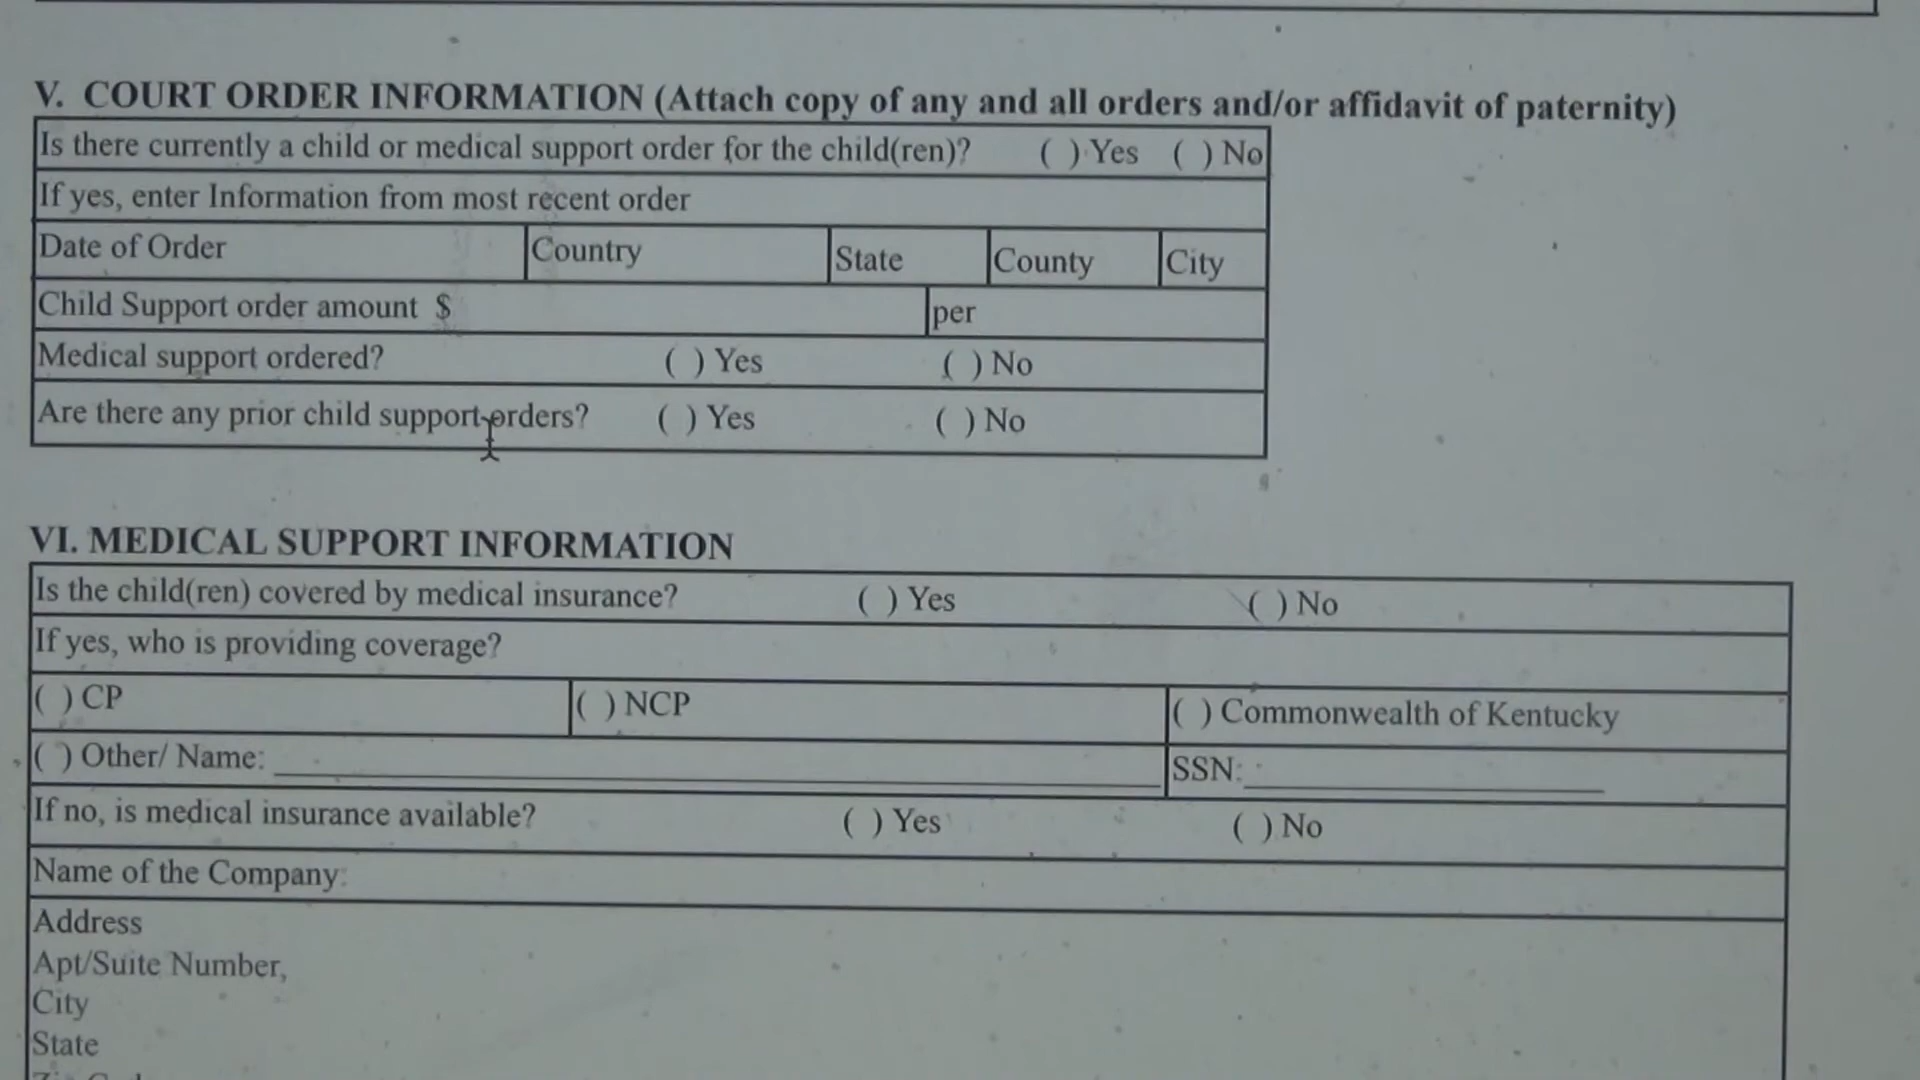 V. COURT ORDER INFORMATION (Attach copy of any and all orders and/or affidavit of paternity)
Is there currently a child or medical support order for the child(ren)? ( ) Yes ( ) No
If yes, enter Information from most recent order
Date of Order Country State County City
Child Support order amount $ per
Medical support ordered? ( ) Yes ( ) No
Are there any prior child support orders? ( ) Yes ( ) No
VI. MEDICAL SUPPORT INFORMATION
Is the child(ren) covered by medical insurance? ( ) Yes ( ) No
If yes, who is providing coverage?
( ) CP ( ) NCP ( ) Commonwealth of Kentucky
( ) Other/ Name: SSN:
If no, is medical insurance available? ( ) Yes ( ) No
Name of the Company:
Address
Apt/Suite Number,
City
State